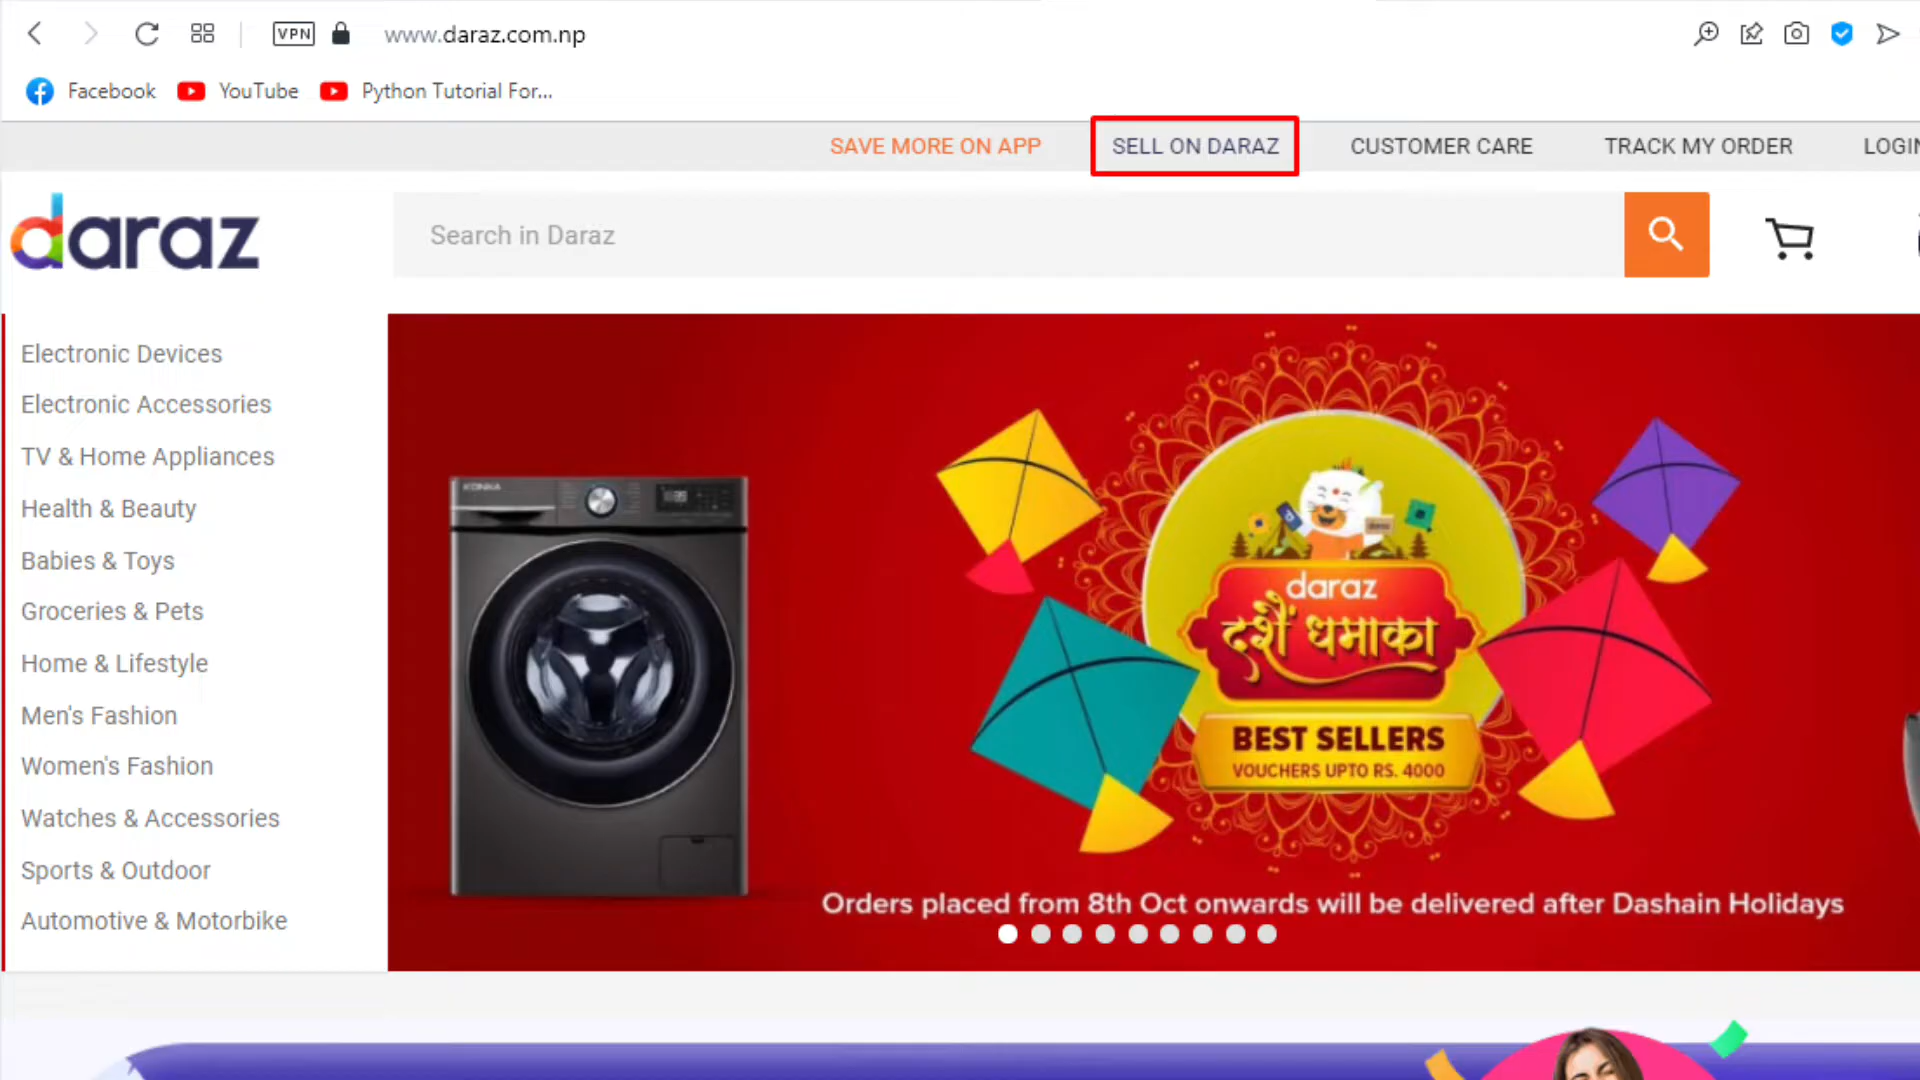 VPN
www.daraz.com.np
Facebook
YouTube
Python Tutorial For...
SAVE MORE ON APP
SELL ON DARAZ
CUSTOMER CARE
TRACK MY ORDER
LOGIN
daraz
Search in Daraz
Electronic Devices
Electronic Accessories
TV & Home Appliances
Health & Beauty
Babies & Toys
Groceries & Pets
Home & Lifestyle
Men's Fashion
Women's Fashion
Watches & Accessories
Sports & Outdoor
Automotive & Motorbike
KONKA
daraz
दशैं धमाका
BEST SELLERS
VOUCHERS UPTO RS. 4000
Orders placed from 8th Oct onwards will be delivered after Dashain Holidays